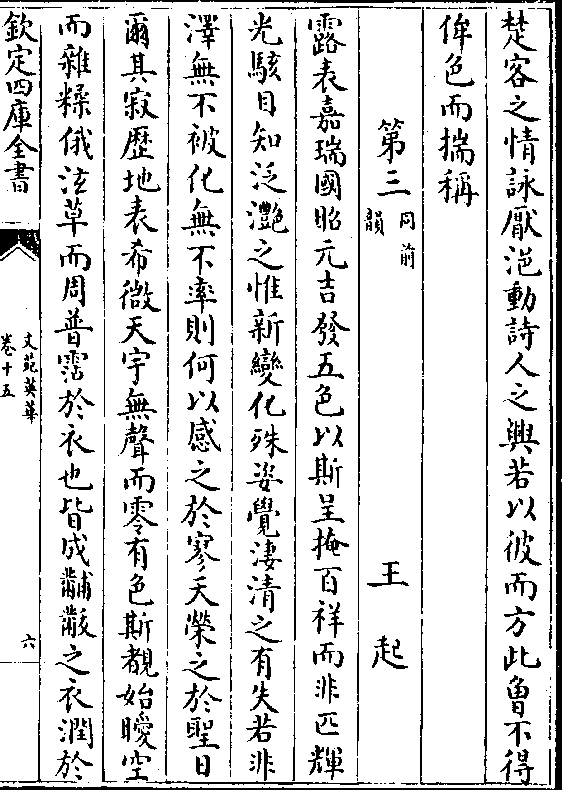 楚客之情詠厭浥動詩人之興若以彼而方此曾不得
侔色而揣稱
第三同前韻　王起
露表嘉瑞國昭元吉發五色以斯呈掩百祥而非匹輝
光駭目知泛灔之惟新變化殊姿覺淒清之有失若非
澤無不被化無不率則何以感之於寥天榮之於聖日
爾其寂歷地表希微天宇無聲而零有色斯覩始曖空
而雜糅俄泫草而周普霑於衣也皆成黼黻之衣潤於
欽定四庫全書
文苑英華
卷十五
六